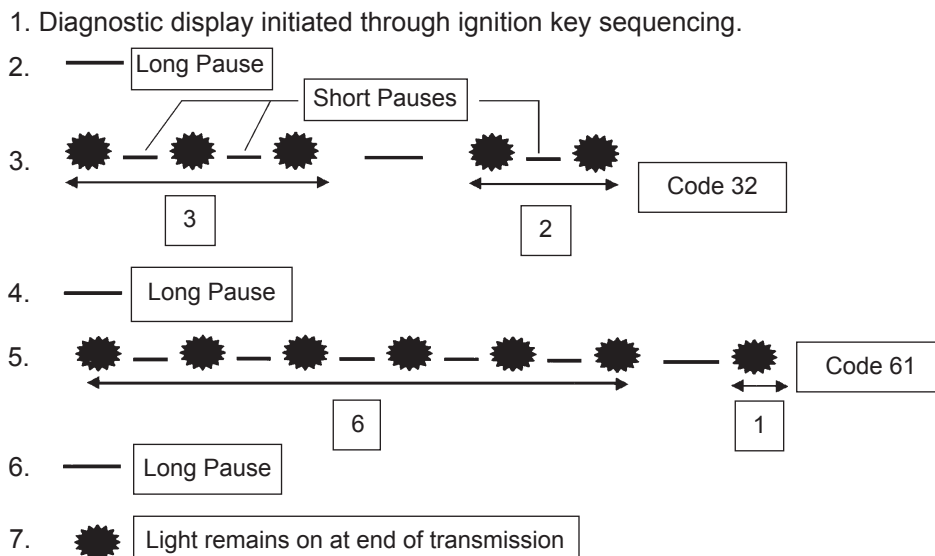 1. Diagnostic display initiated through ignition key sequencing.
2. Long Pause
Short Pauses
3.
Code 32
3
2
4. Long Pause
5.
Code 61
6
1
6. Long Pause
7. Light remains on at end of transmission